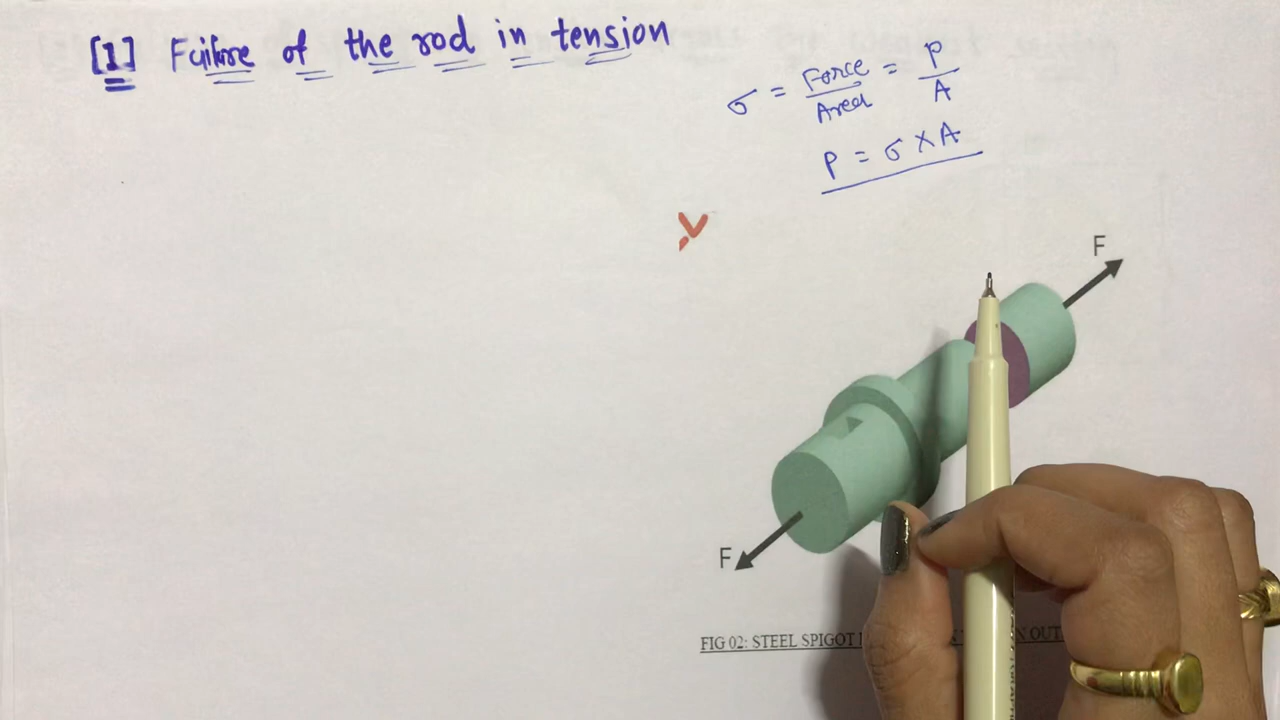 [1] Failure of the rod in tension
σ = Force/Area = P/A
P = σ × A
F
F
FIG 02: STEEL SPIGOT